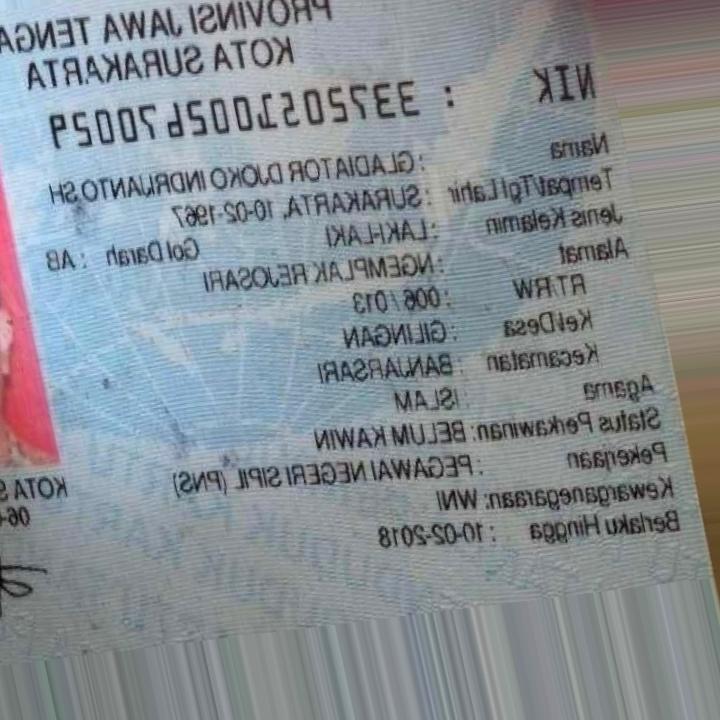 PROVINSI JAWA TENGA
KOTA SURAKARTA
NIK : 3372051002670029
Nama : GLADIATOR DJOKO INDRIJANTO SH
Tempat/Tgl Lahir : SURAKARTA, 10-02-1967
Jenis Kelamin : LAKI-LAKI Gol Darah : AB
Alamat : NGEMPLAK REJOSARI
RT/RW : 006 / 013
Kel/Desa : GILINGAN
Kecamatan : BANJARSARI
Agama : ISLAM
Status Perkawinan: BELUM KAWIN
Pekerjaan : PEGAWAI NEGERI SIPIL (PNS)
Kewarganegaraan: WNI
Berlaku Hingga : 10-02-2018
KOTA S
06-